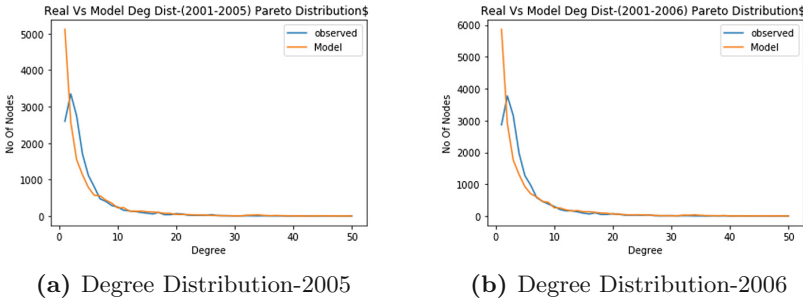 Real Vs Model Deg Dist-(2001-2005) Pareto Distribution$
observed
Model
5000
4000
3000
2000
1000
0
No Of Nodes
0 10 20 30 40 50
Degree
(a) Degree Distribution-2005
Real Vs Model Deg Dist-(2001-2006) Pareto Distribution$
observed
Model
6000
5000
4000
3000
2000
1000
0
No Of Nodes
0 10 20 30 40 50
Degree
(b) Degree Distribution-2006